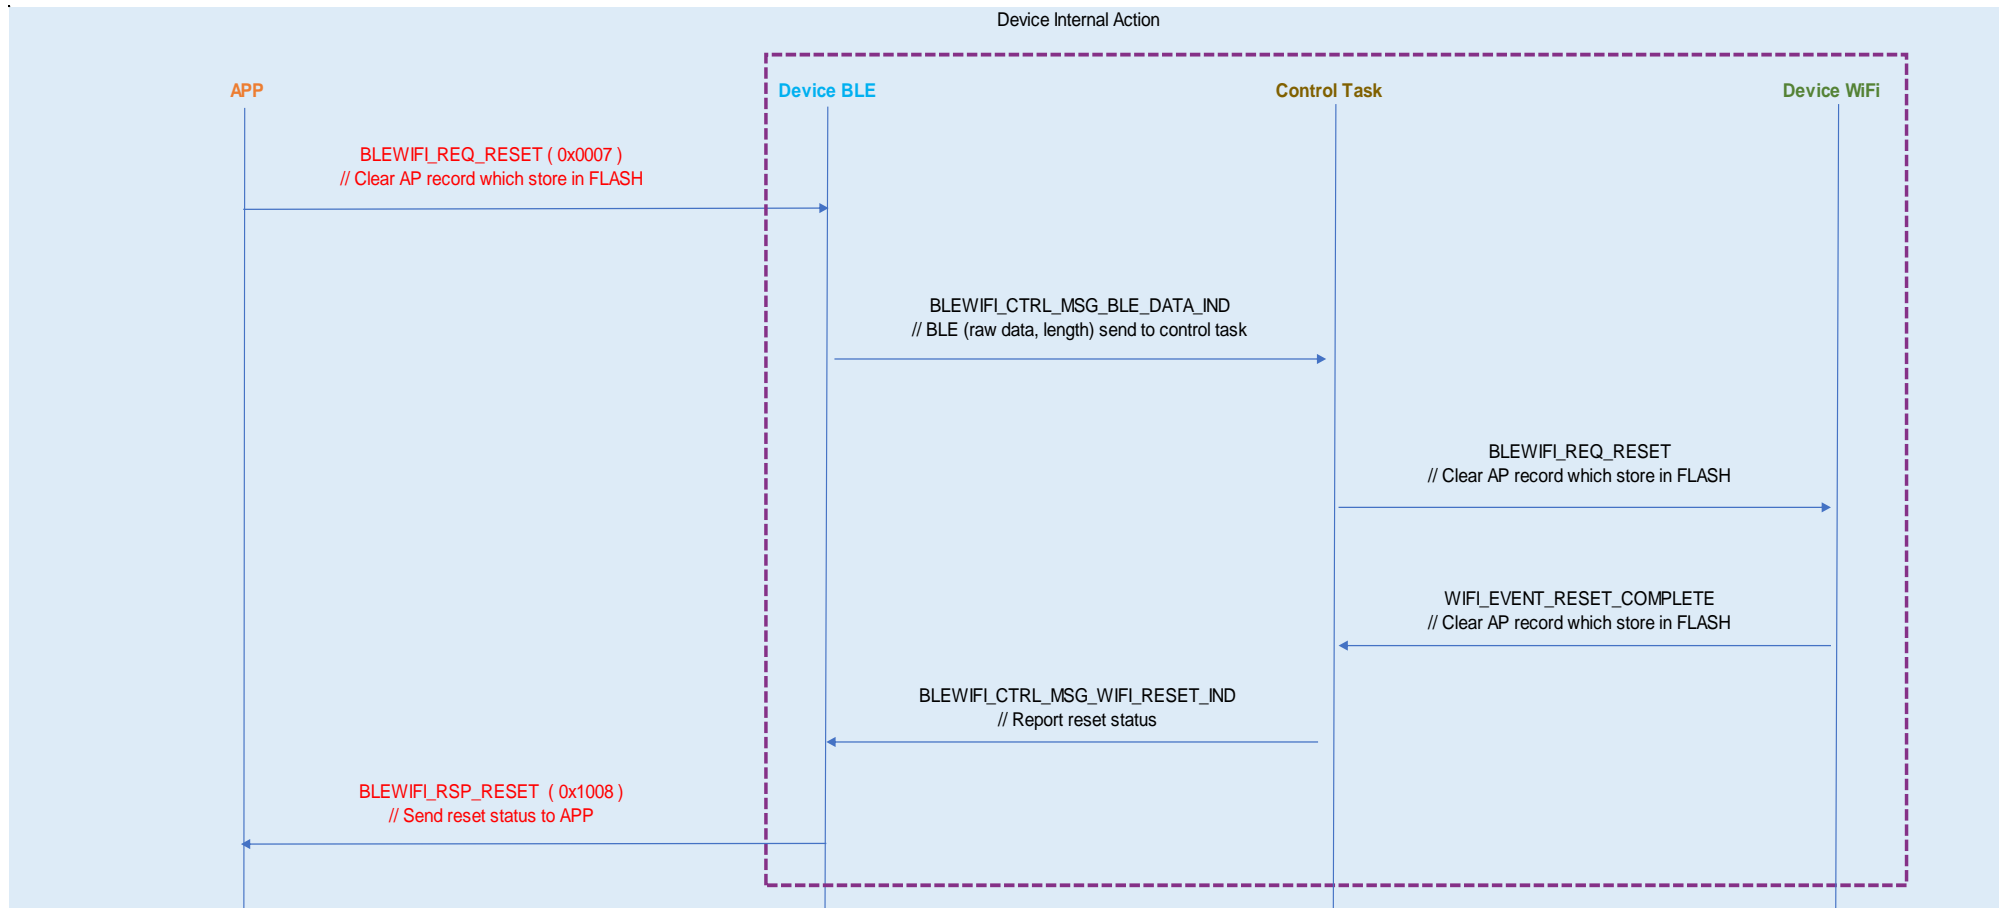 Device Internal Action
APP
Device BLE
Control Task
Device WiFi
BLEWIFI_REQ_RESET ( 0x0007 )
// Clear AP record which store in FLASH
BLEWIFI_CTRL_MSG_BLE_DATA_IND
// BLE (raw data, length) send to control task
BLEWIFI_REQ_RESET
// Clear AP record which store in FLASH
WIFI_EVENT_RESET_COMPLETE
// Clear AP record which store in FLASH
BLEWIFI_CTRL_MSG_WIFI_RESET_IND
// Report reset status
BLEWIFI_RSP_RESET  ( 0x1008 )
// Send reset status to APP